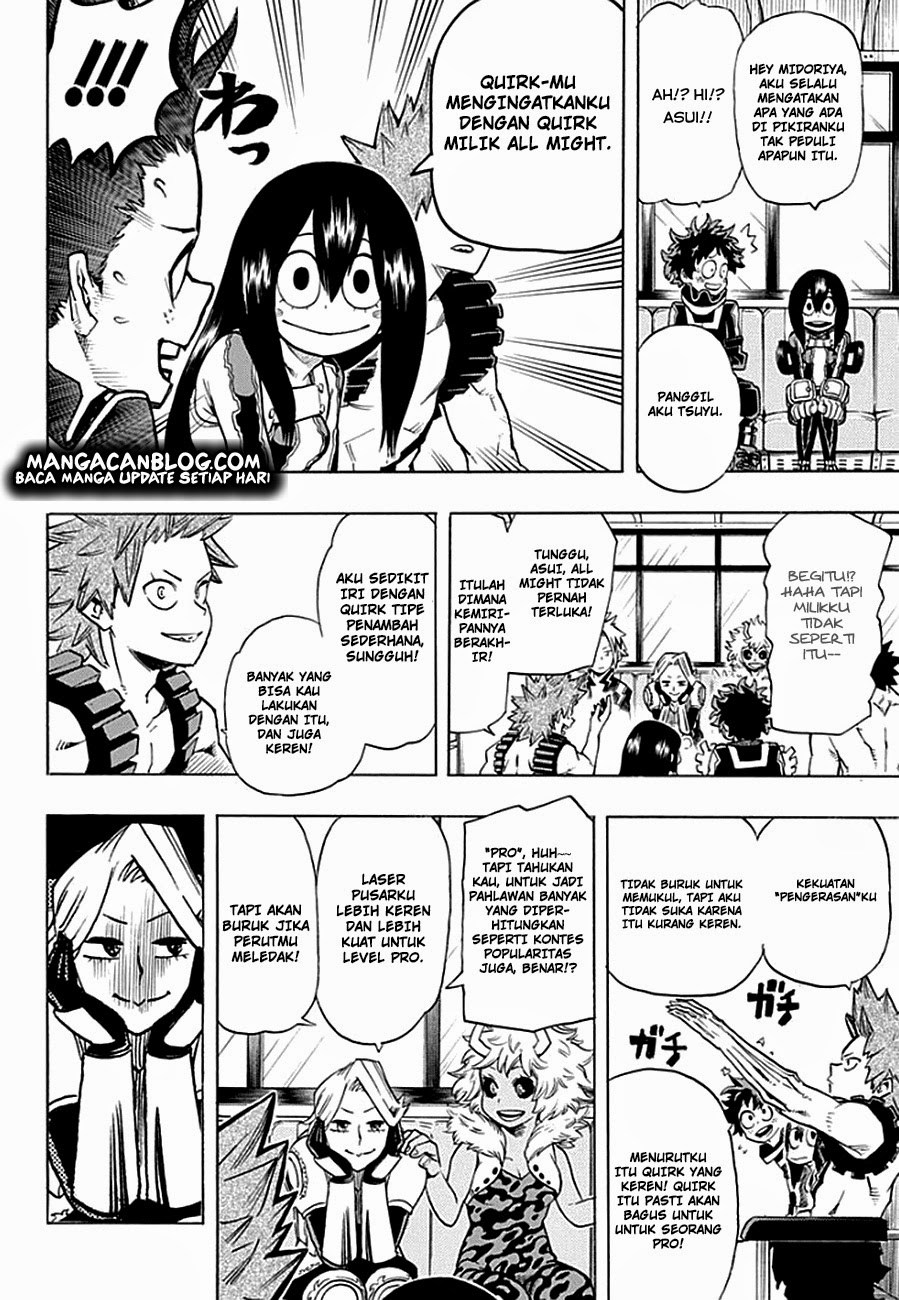 HEY MIDORIYA,
AKU SELALU
MENGATAKAN
APA YANG ADA
DI PIKIRANKU
TAK PEDULI
APAPUN ITU.
AH!? HI!?
ASUI!!
PANGGIL
AKU TSUYU.
QUIRK-MU
MENGINGATKANKU
DENGAN QUIRK
MILIK ALL MIGHT.
わっ
!!!
MANGACANBLOG.COM
BACA MANGA UPDATE SETIAP HARI
BEGITU!?
HAHA TAPI
MILIKKU
TIDAK
SEPERTI
ITU--
TUNGGU,
ASUI, ALL
MIGHT TIDAK
PERNAH
TERLUKA!
ITULAH
DIMANA
KEMIRI-
PANNYA
BERAKH-
IR!
AKU SEDIKIT
IRI DENGAN
QUIRK TIPE
PENAMBAH
SEDERHANA,
SUNGGUH!
BANYAK YANG
BISA KAU
LAKUKAN
DENGAN ITU,
DAN JUGA
KEREN!
KEKUATAN
"PENGERASAN"KU
TIDAK BURUK UNTUK
MEMUKUL, TAPI AKU
TIDAK SUKA KARENA
ITU KURANG KEREN.
ガチ
ガチ
MENURUTKU
ITU QUIRK YANG
KEREN! QUIRK
ITU PASTI AKAN
BAGUS UNTUK
UNTUK SEORANG
PRO!
"PRO", HUH~~
TAPI TAHUKAN
KAU, UNTUK JADI
PAHLAWAN BANYAK
YANG DIPER-
HITUNGKAN
SEPERTI KONTES
POPULARITAS
JUGA, BENAR!?
LASER
PUSARKU
LEBIH KEREN
DAN LEBIH
KUAT UNTUK
LEVEL PRO.
TAPI AKAN
BURUK JIKA
PERUTMU
MELEDAK!